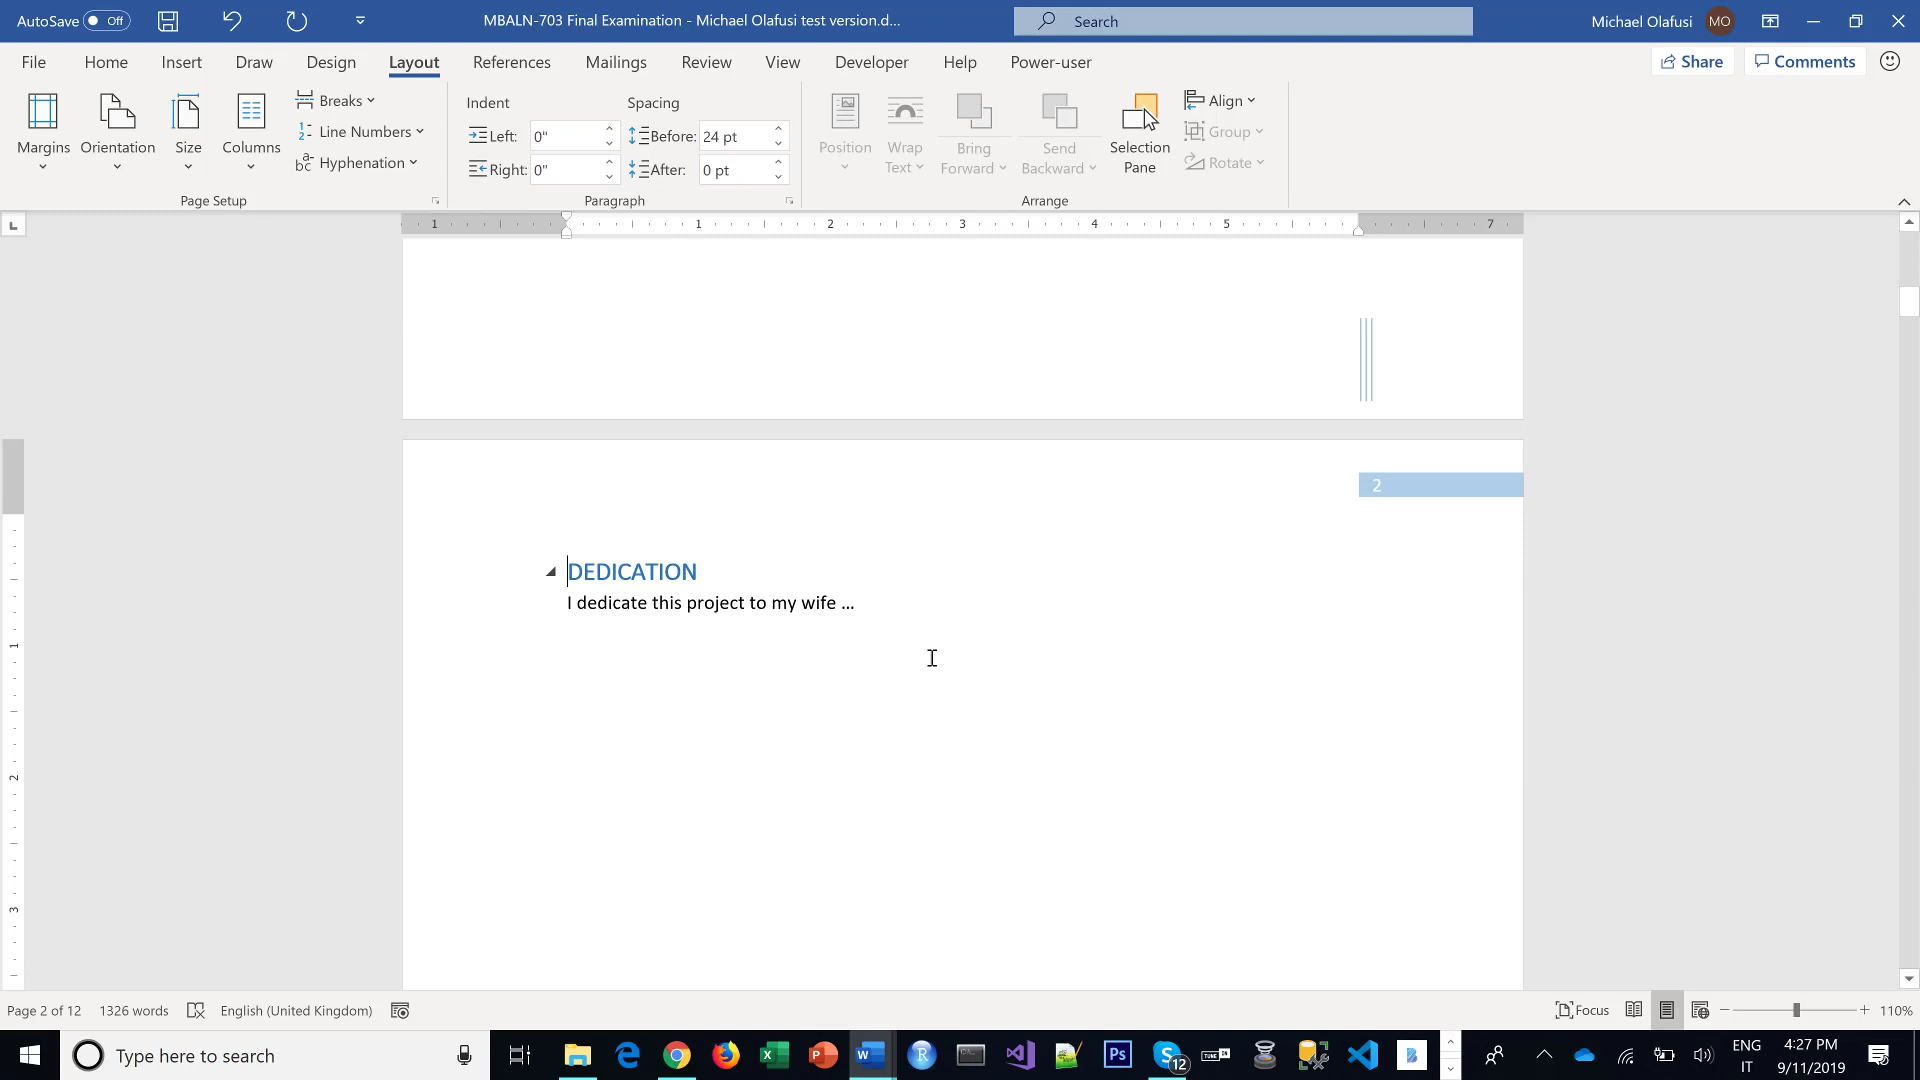 AutoSave Off
MBALN-703 Final Examination - Michael Olafusi test version.d...
Search
Michael Olafusi MO
File Home Insert Draw Design Layout References Mailings Review View Developer Help Power-user
Share Comments
Margins
Orientation
Size
Columns
Breaks
Line Numbers
Hyphenation
Page Setup
Indent
Left: 0"
Right: 0"
Spacing
Before: 24 pt
After: 0 pt
Paragraph
Position
Wrap
Text
Bring
Forward
Send
Backward
Selection
Pane
Align
Group
Rotate
Arrange
1 1 2 3 4 5 7
2
DEDICATION
I dedicate this project to my wife ...
1
2
3
Page 2 of 12 1326 words English (United Kingdom)
Focus
110%
Type here to search
12
ENG
IT
4:27 PM
9/11/2019